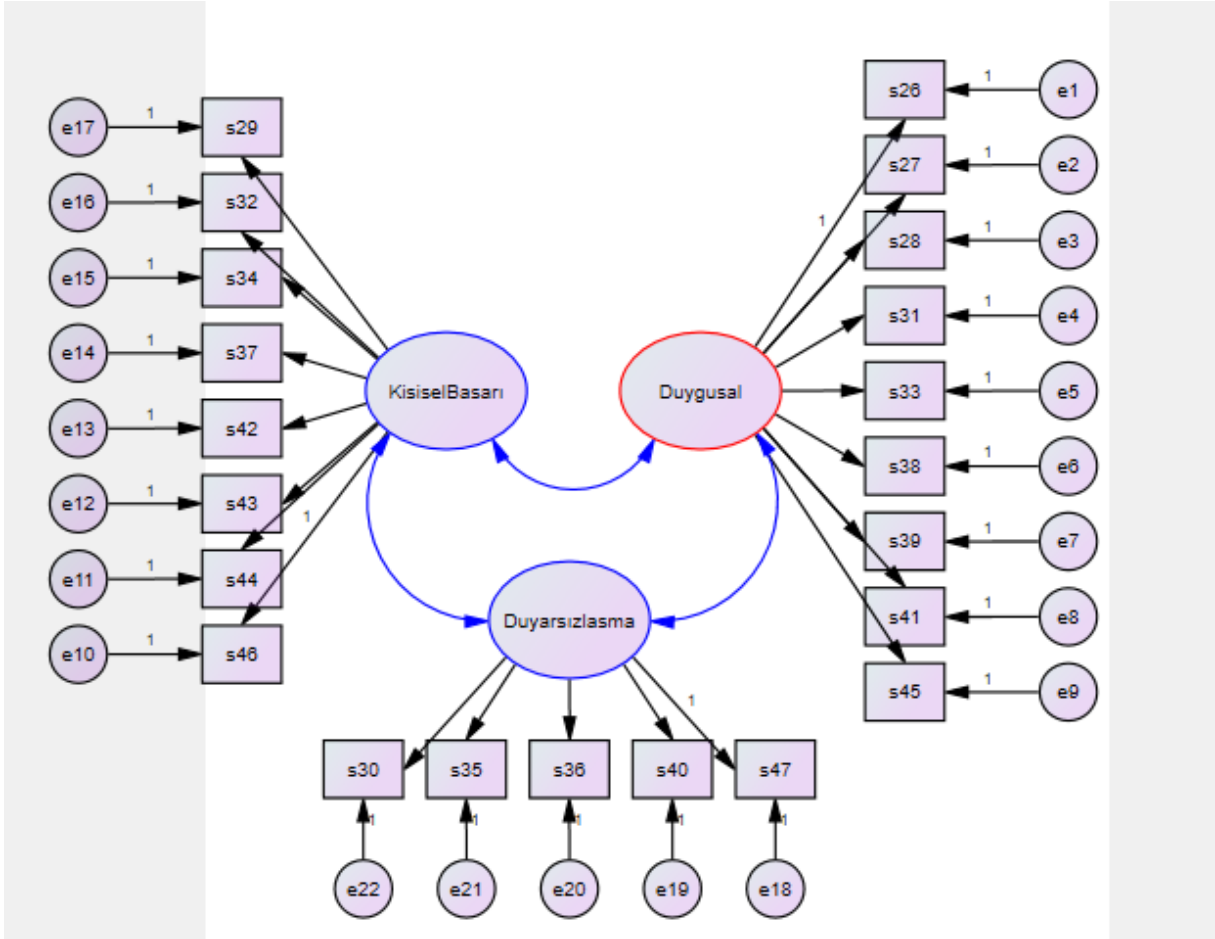 s26
1
e1
e17
1
s29
s27
1
e2
e16
1
s32
1
s28
1
e3
e15
1
s34
s31
1
e4
e14
1
s37
KisiselBasarı
Duygusal
s33
1
e5
e13
1
s42
s38
1
e6
e12
1
s43
1
s39
1
e7
e11
1
s44
Duyarsızlasma
s41
1
e8
e10
1
s46
s45
1
e9
1
s30
s35
s36
s40
s47
1
1
1
1
1
e22
e21
e20
e19
e18